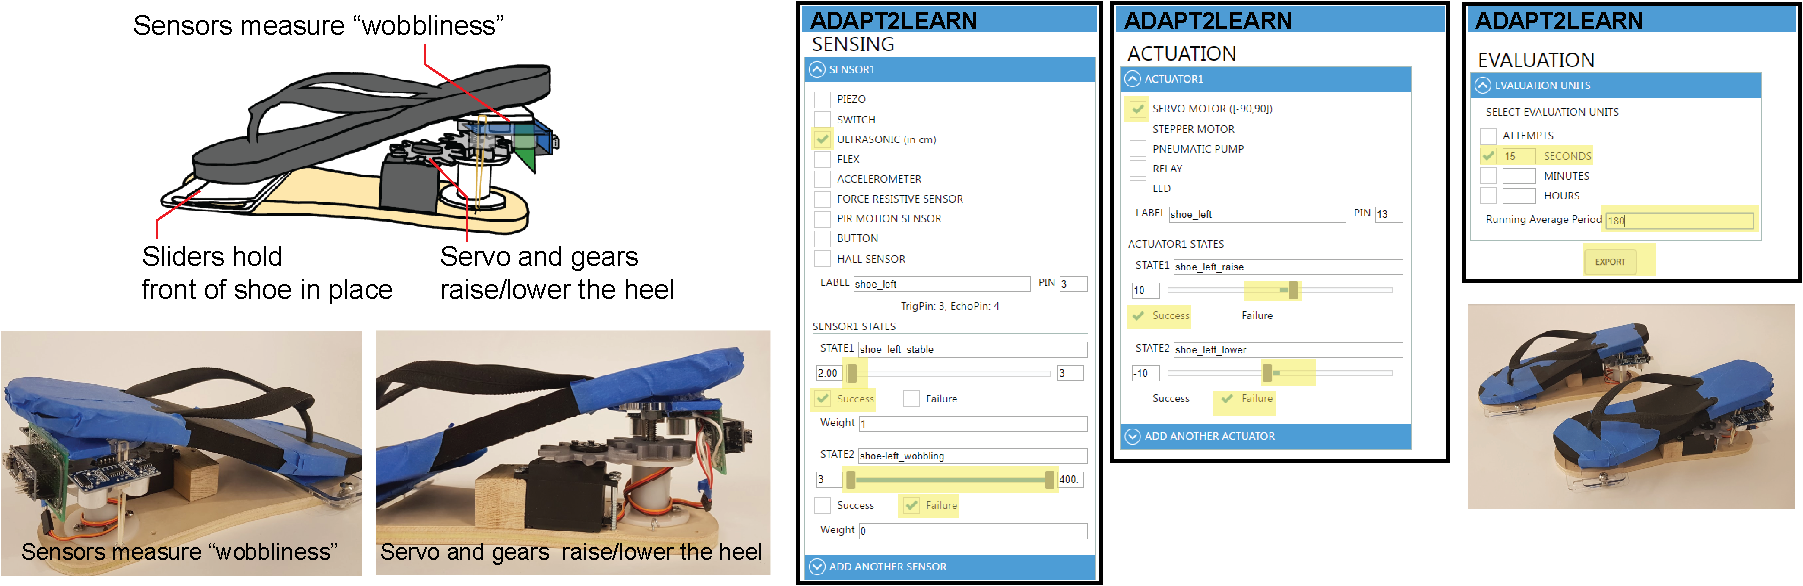 Sensors measure “wobbliness”
Sliders hold
front of shoe in place
Servo and gears
raise/lower the heel
Sensors measure “wobbliness”
Servo and gears raise/lower the heel
ADAPT2LEARN
SENSING
SENSOR1
PIEZO
SWITCH
ULTRASONIC (in cm)
FLEX
ACCELEROMETER
FORCE RESISTIVE SENSOR
PIR MOTION SENSOR
BUTTON
HALL SENSOR
LABEL shoe_left PIN 3
TrigPin: 3, EchoPin: 4
SENSOR1 STATES
STATE1 shoe_left_stable
2.00 3
Success Failure
Weight 1
STATE2 shoe-left_wobbling
3 400.
Success Failure
Weight 0
ADD ANOTHER SENSOR
ADAPT2LEARN
ACTUATION
ACTUATOR1
SERVO MOTOR ([-90,90])
STEPPER MOTOR
PNEUMATIC PUMP
RELAY
LED
LABEL shoe_left PIN 13
ACTUATOR1 STATES
STATE1 shoe_left_raise
10
Success Failure
STATE2 shoe_left_lower
-10
Success Failure
ADD ANOTHER ACTUATOR
ADAPT2LEARN
EVALUATION
EVALUATION UNITS
SELECT EVALUATION UNITS
ATTEMPTS
15 SECONDS
MINUTES
HOURS
Running Average Period 180
EXPORT